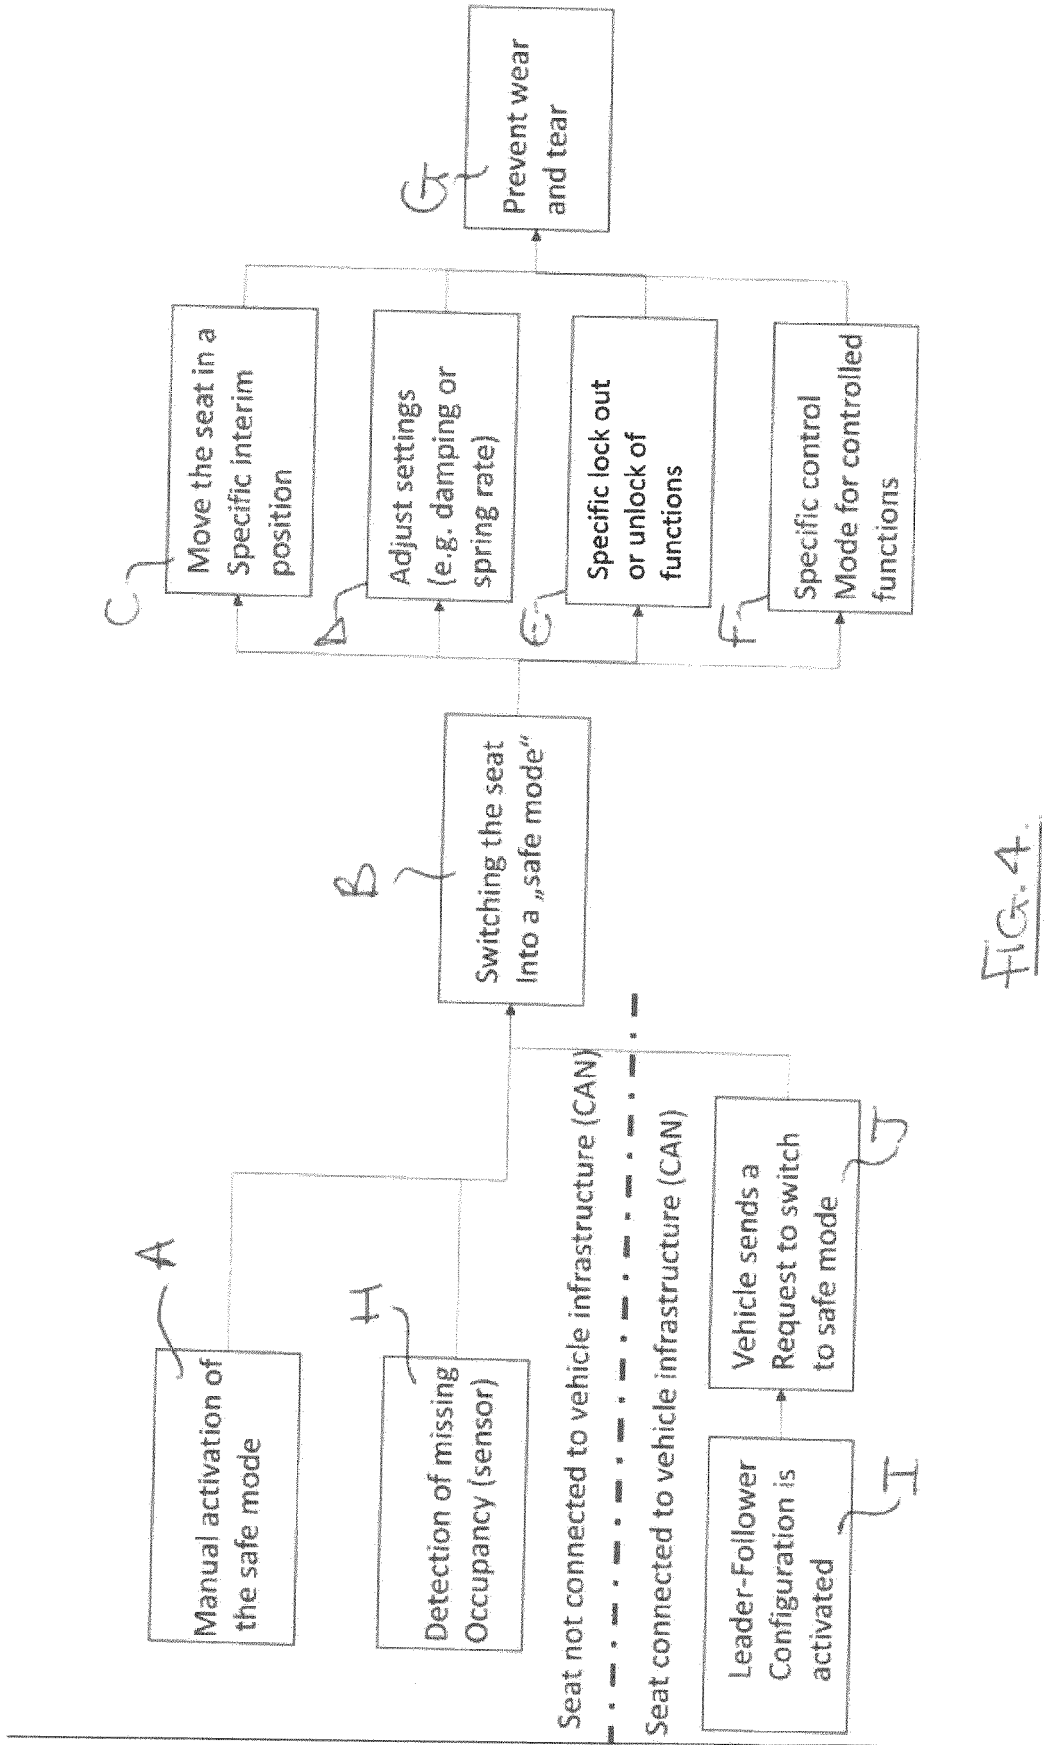 A
Manual activation of
the safe mode
H
Detection of missing
Occupancy (sensor)
Seat not connected to vehicle infrastructure (CAN)
Seat connected to vehicle infrastructure (CAN)
Leader-Follower
Configuration is
activated
I
Vehicle sends a
Request to switch
to safe mode
J
B
Switching the seat
Into a „safe mode“
C
Move the seat in a
Specific interim
position
D
Adjust settings
(e.g. damping or
spring rate)
E
Specific lock out
or unlock of
functions
F
Specific control
Mode for controlled
functions
G
Prevent wear
and tear
FIG. 4.